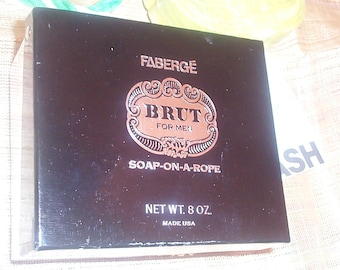 FABERGÉ
BRUT
FOR MEN
SOAP-ON-A-ROPE
NET WT. 8 OZ.
MADE USA
ASH